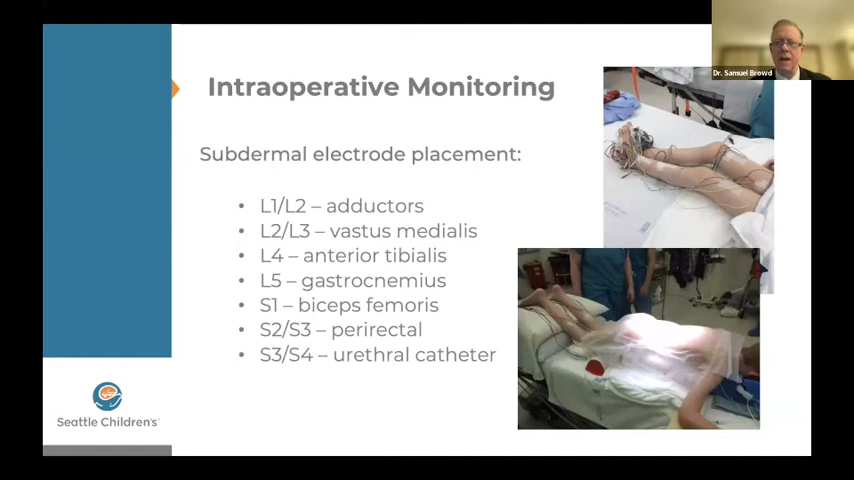 Intraoperative Monitoring
Dr. Samuel Browd
Subdermal electrode placement:
• L1/L2 – adductors
• L2/L3 – vastus medialis
• L4 – anterior tibialis
• L5 – gastrocnemius
• S1 – biceps femoris
• S2/S3 – perirectal
• S3/S4 – urethral catheter
Seattle Children's